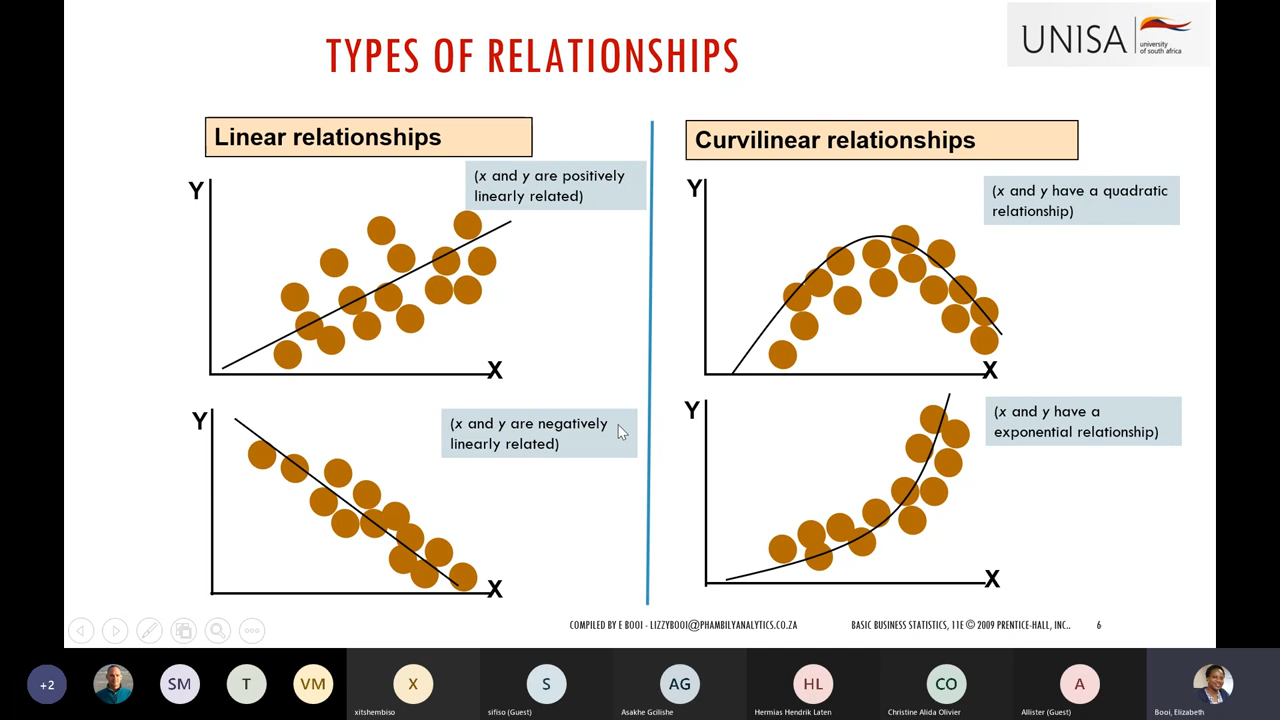 TYPES OF RELATIONSHIPS
UNISA
university
of south africa
Linear relationships
Curvilinear relationships
(x and y are positively
linearly related)
Y
X
(x and y have a quadratic
relationship)
Y
X
(x and y are negatively
linearly related)
Y
X
(x and y have a
exponential relationship)
Y
X
COMPILED BY E BOOI - LIZZYBOOI@PHAMBILYANALYTICS.CO.ZA
BASIC BUSINESS STATISTICS, 11E © 2009 PRENTICE-HALL, INC..
6
+2
SM
T
VM
X
xitshembiso
S
sifiso (Guest)
AG
Asakhe Gcilishe
HL
Hermias Hendrik Laten
CO
Christine Alida Olivier
A
Allister (Guest)
Booi, Elizabeth